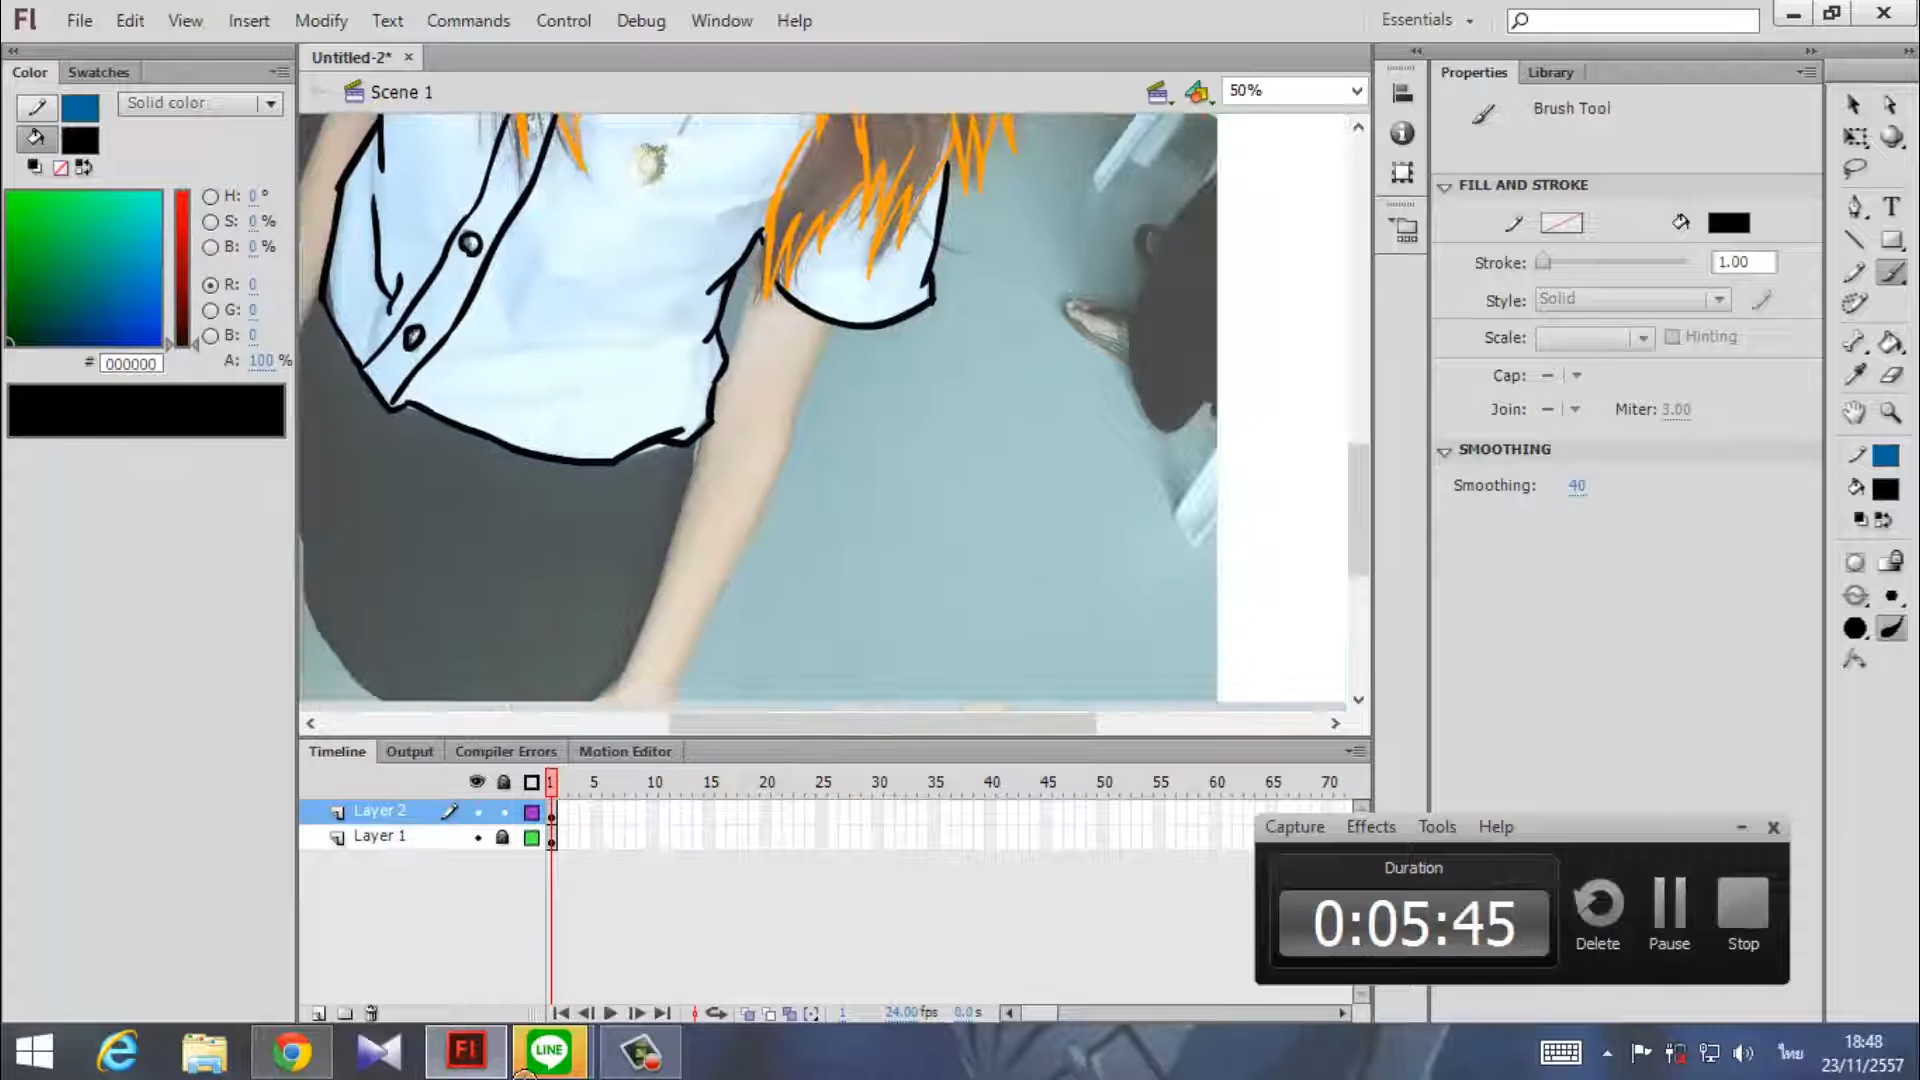 Fl File Edit View Insert Modify Text Commands Control Debug Window Help Essentials
Color Swatches
Untitled-2* ×
Properties Library
Solid color
Scene 1
50%
Brush Tool
FILL AND STROKE
H: 0 °
S: 0 %
B: 0 %
R: 0
G: 0
B: 0
A: 100 %
# 000000
Stroke: 1.00
Style: Solid
Scale: Hinting
Cap:
Join: Miter: 3.00
SMOOTHING
Smoothing: 40
T
Timeline Output Compiler Errors Motion Editor
1 5 10 15 20 25 30 35 40 45 50 55 60 65 70
Layer 2
Layer 1
Capture Effects Tools Help
Duration
0:05:45
Delete Pause Stop
1 24.00 fps 0.0 s
Fl
LINE
ไทย
18:48
23/11/2557